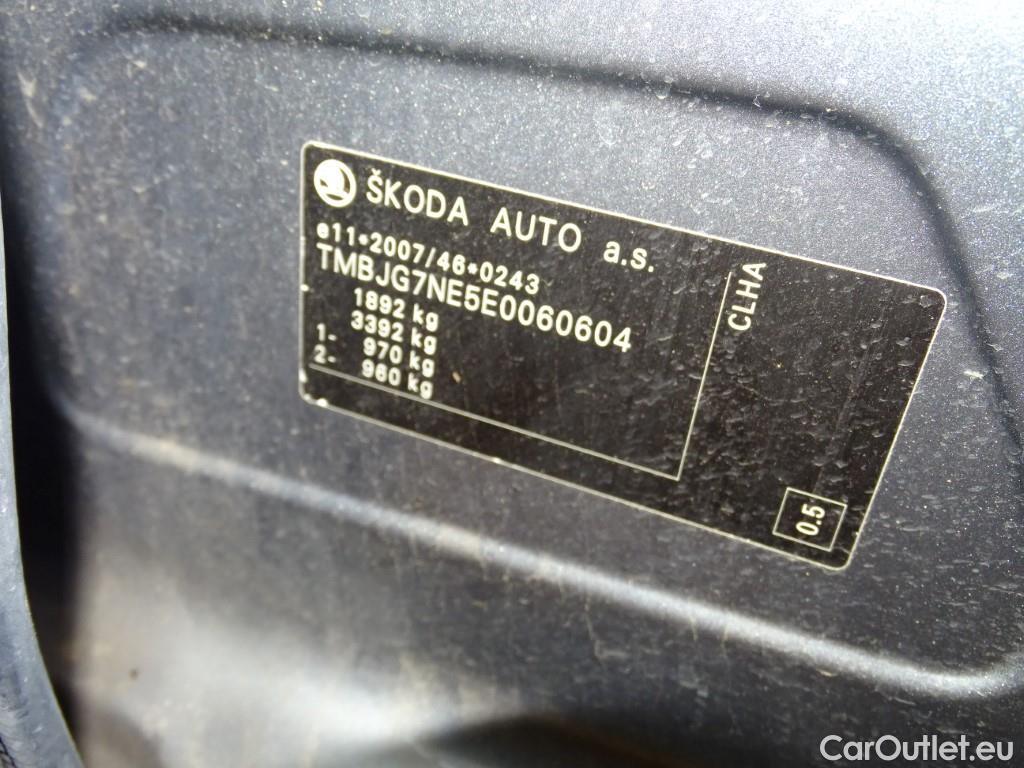 ŠKODA AUTO a.s.
e11*2007/46*0243
TMBJG7NE5E0060604
1892 kg
3392 kg
1- 970 kg
2- 960 kg
CLHA
0.5
CarOutlet.eu